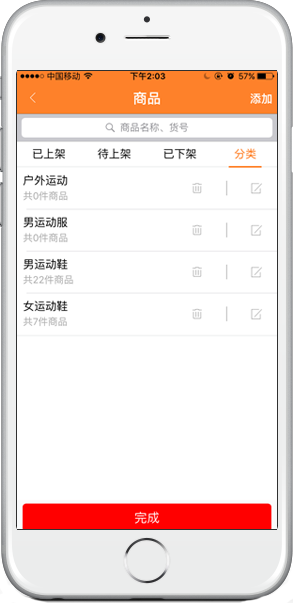 中国移动 下午2:03 57%
商品 添加
商品名称、货号
已上架 待上架 已下架 分类
户外运动
共0件商品
男运动服
共0件商品
男运动鞋
共22件商品
女运动鞋
共7件商品
完成